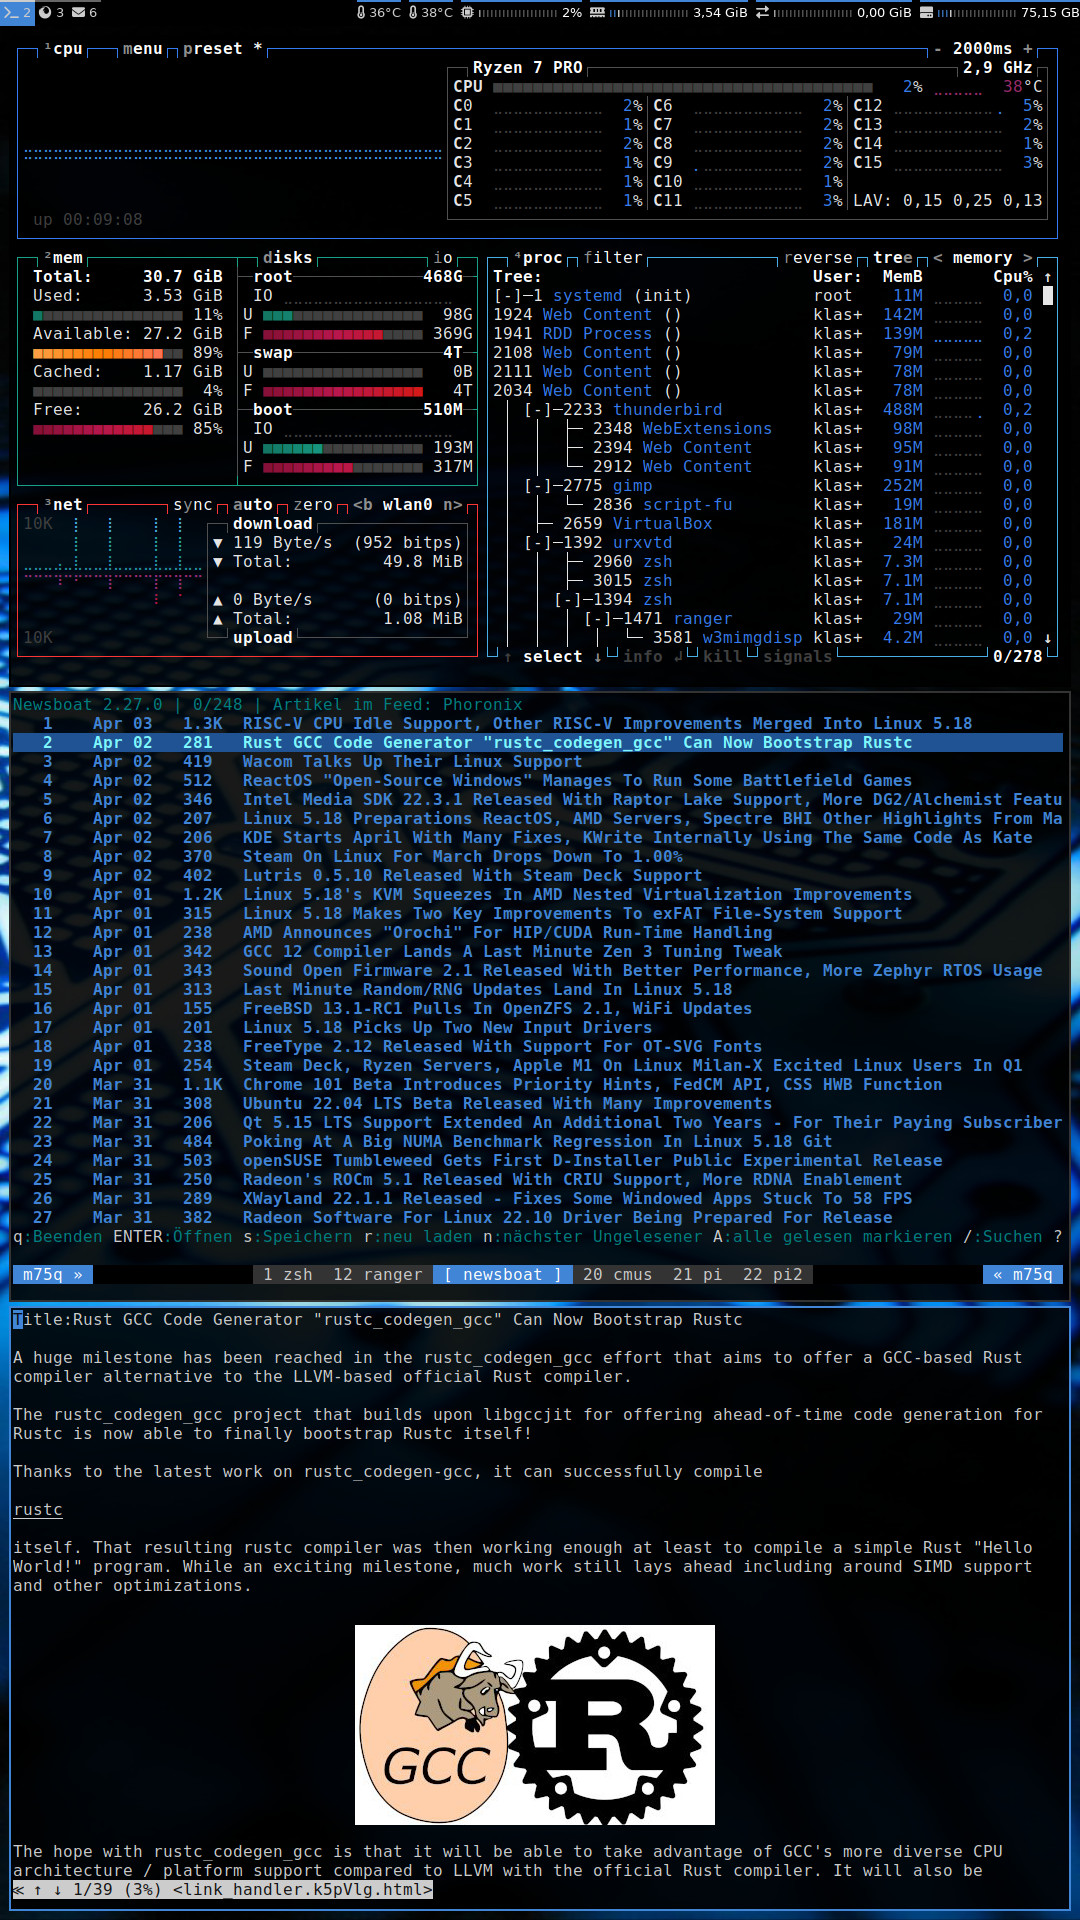 2 3 6 36°C 38°C 2% 3,54 GiB 0,00 GiB 75,15 GB
¹cpu menu preset * - 2000ms +
Ryzen 7 PRO 2,9 GHz
CPU 2% 38°C
C0 2% C6 2% C12 5%
C1 1% C7 2% C13 2%
C2 2% C8 2% C14 1%
C3 1% C9 2% C15 3%
C4 1% C10 1%
C5 1% C11 3% LAV: 0,15 0,25 0,13
up 00:09:08
²mem disks io
Total: 30.7 GiB
Used: 3.53 GiB
11%
Available: 27.2 GiB
89%
Cached: 1.17 GiB
4%
Free: 26.2 GiB
85%
root 468G
IO
U 98G
F 369G
swap 4T
U 0B
F 4T
boot 510M
IO
U 193M
F 317M
³net sync auto zero <b wlan0 n>
10K
download
▼ 119 Byte/s (952 bitps)
▼ Total: 49.8 MiB
▲ 0 Byte/s (0 bitps)
▲ Total: 1.08 MiB
10K
upload
⁴proc filter reverse tree < memory >
Tree: User: MemB Cpu% ↑
[-]─1 systemd (init) root 11M 0,0
1924 Web Content () klas+ 142M 0,0
1941 RDD Process () klas+ 139M 0,2
2108 Web Content () klas+ 79M 0,0
2111 Web Content () klas+ 78M 0,0
2034 Web Content () klas+ 78M 0,0
[-]─2233 thunderbird klas+ 488M 0,2
2348 WebExtensions klas+ 98M 0,0
2394 Web Content klas+ 95M 0,0
2912 Web Content klas+ 91M 0,0
[-]─2775 gimp klas+ 252M 0,0
2836 script-fu klas+ 19M 0,0
2659 VirtualBox klas+ 181M 0,0
[-]─1392 urxvtd klas+ 24M 0,0
2960 zsh klas+ 7.3M 0,0
3015 zsh klas+ 7.1M 0,0
[-]─1394 zsh klas+ 7.1M 0,0
[-]─1471 ranger klas+ 29M 0,0
3581 w3mimgdisp klas+ 4.2M 0,0 ↓
↑ select ↓ info ↲ kill signals 0/278
Newsboat 2.27.0 | 0/248 | Artikel im Feed: Phoronix
1 Apr 03 1.3K RISC-V CPU Idle Support, Other RISC-V Improvements Merged Into Linux 5.18
2 Apr 02 281 Rust GCC Code Generator "rustc_codegen_gcc" Can Now Bootstrap Rustc
3 Apr 02 419 Wacom Talks Up Their Linux Support
4 Apr 02 512 ReactOS "Open-Source Windows" Manages To Run Some Battlefield Games
5 Apr 02 346 Intel Media SDK 22.3.1 Released With Raptor Lake Support, More DG2/Alchemist Featu
6 Apr 02 207 Linux 5.18 Preparations ReactOS, AMD Servers, Spectre BHI Other Highlights From Ma
7 Apr 02 206 KDE Starts April With Many Fixes, KWrite Internally Using The Same Code As Kate
8 Apr 02 370 Steam On Linux For March Drops Down To 1.00%
9 Apr 02 402 Lutris 0.5.10 Released With Steam Deck Support
10 Apr 01 1.2K Linux 5.18's KVM Squeezes In AMD Nested Virtualization Improvements
11 Apr 01 315 Linux 5.18 Makes Two Key Improvements To exFAT File-System Support
12 Apr 01 238 AMD Announces "Orochi" For HIP/CUDA Run-Time Handling
13 Apr 01 342 GCC 12 Compiler Lands A Last Minute Zen 3 Tuning Tweak
14 Apr 01 343 Sound Open Firmware 2.1 Released With Better Performance, More Zephyr RTOS Usage
15 Apr 01 313 Last Minute Random/RNG Updates Land In Linux 5.18
16 Apr 01 155 FreeBSD 13.1-RC1 Pulls In OpenZFS 2.1, WiFi Updates
17 Apr 01 201 Linux 5.18 Picks Up Two New Input Drivers
18 Apr 01 238 FreeType 2.12 Released With Support For OT-SVG Fonts
19 Apr 01 254 Steam Deck, Ryzen Servers, Apple M1 On Linux Milan-X Excited Linux Users In Q1
20 Mar 31 1.1K Chrome 101 Beta Introduces Priority Hints, FedCM API, CSS HWB Function
21 Mar 31 308 Ubuntu 22.04 LTS Beta Released With Many Improvements
22 Mar 31 206 Qt 5.15 LTS Support Extended An Additional Two Years - For Their Paying Subscriber
23 Mar 31 484 Poking At A Big NUMA Benchmark Regression In Linux 5.18 Git
24 Mar 31 503 openSUSE Tumbleweed Gets First D-Installer Public Experimental Release
25 Mar 31 250 Radeon's ROCm 5.1 Released With CRIU Support, More RDNA Enablement
26 Mar 31 289 XWayland 22.1.1 Released - Fixes Some Windowed Apps Stuck To 58 FPS
27 Mar 31 382 Radeon Software For Linux 22.10 Driver Being Prepared For Release
q:Beenden ENTER:Öffnen s:Speichern r:neu laden n:nächster Ungelesener A:alle gelesen markieren /:Suchen ?
m75q » 1 zsh 12 ranger [ newsboat ] 20 cmus 21 pi 22 pi2 « m75q
Title:Rust GCC Code Generator "rustc_codegen_gcc" Can Now Bootstrap Rustc
A huge milestone has been reached in the rustc_codegen_gcc effort that aims to offer a GCC-based Rust
compiler alternative to the LLVM-based official Rust compiler.
The rustc_codegen_gcc project that builds upon libgccjit for offering ahead-of-time code generation for
Rustc is now able to finally bootstrap Rustc itself!
Thanks to the latest work on rustc_codegen-gcc, it can successfully compile
rustc
itself. That resulting rustc compiler was then working enough at least to compile a simple Rust "Hello
World!" program. While an exciting milestone, much work still lays ahead including around SIMD support
and other optimizations.
GCC R
The hope with rustc_codegen_gcc is that it will be able to take advantage of GCC's more diverse CPU
architecture / platform support compared to LLVM with the official Rust compiler. It will also be
≪ ↑ ↓ 1/39 (3%) <link_handler.k5pVlg.html>